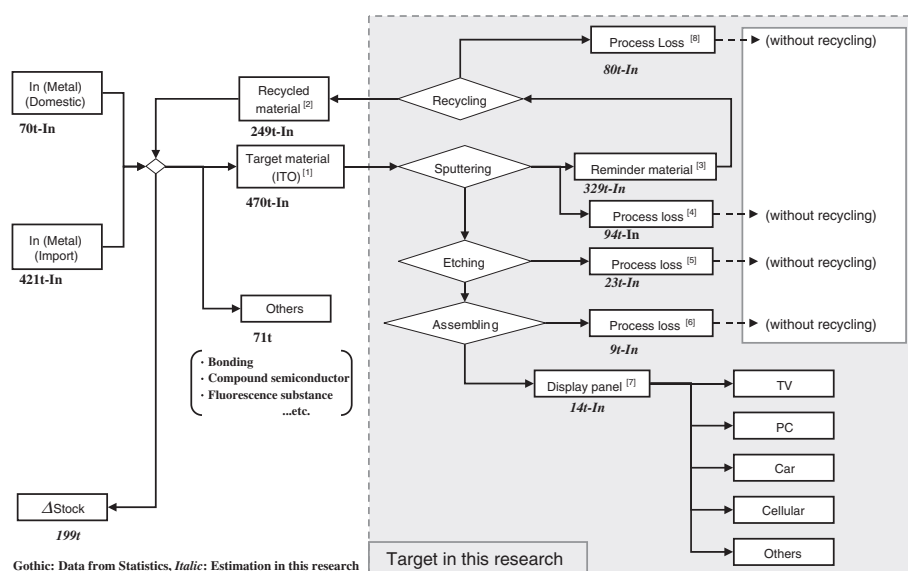 Process Loss [8]
(without recycling)
80t-In
In (Metal)
(Domestic)
70t-In
Recycled
material [2]
249t-In
Recycling
Target material
(ITO) [1]
470t-In
Sputtering
Reminder material [3]
329t-In
Process loss [4]
(without recycling)
94t-In
In (Metal)
(Import)
421t-In
Etching
Process loss [5]
(without recycling)
23t-In
Others
71t
Assembling
Process loss [6]
(without recycling)
9t-In
· Bonding
· Compound semiconductor
· Fluorescence substance
...etc.
Display panel [7]
14t-In
TV
PC
Car
Cellular
Others
ΔStock
199t
Gothic: Data from Statistics, Italic: Estimation in this research
Target in this research